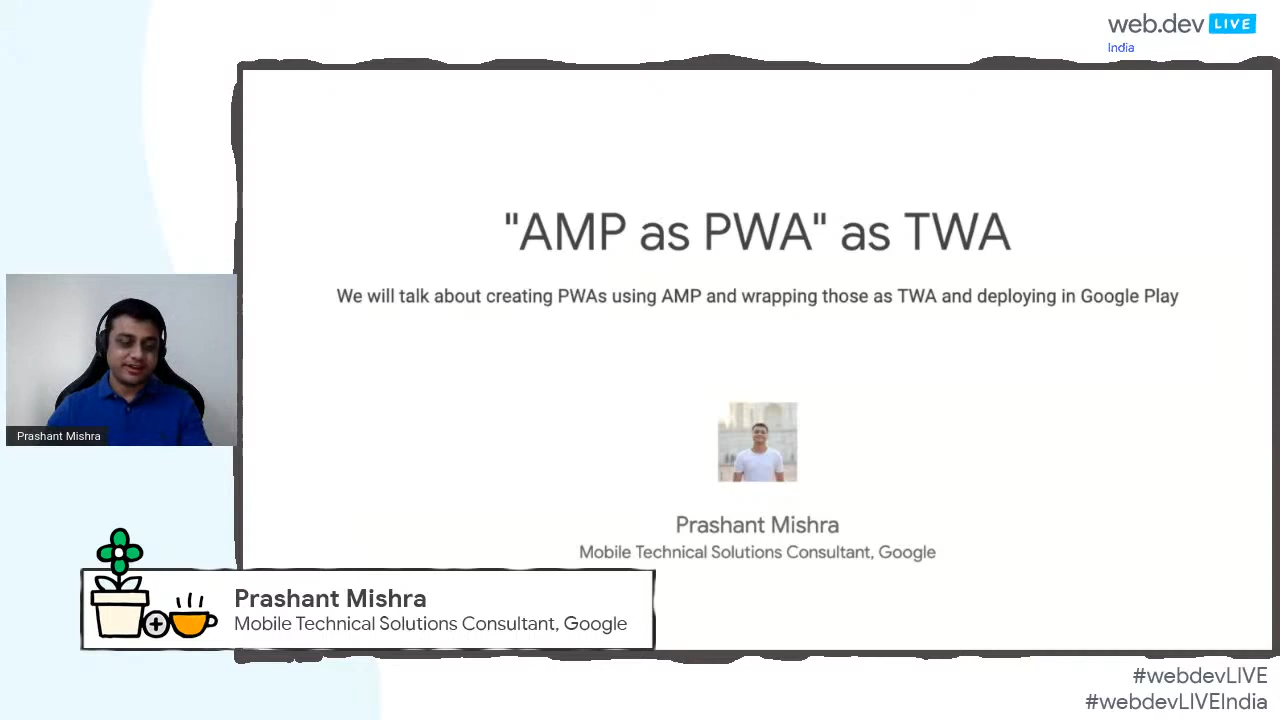 web.dev LIVE
India
"AMP as PWA" as TWA
We will talk about creating PWAs using AMP and wrapping those as TWA and deploying in Google Play
Prashant Mishra
Prashant Mishra
Mobile Technical Solutions Consultant, Google
Prashant Mishra
Mobile Technical Solutions Consultant, Google
#webdevLIVE
#webdevLIVEIndia